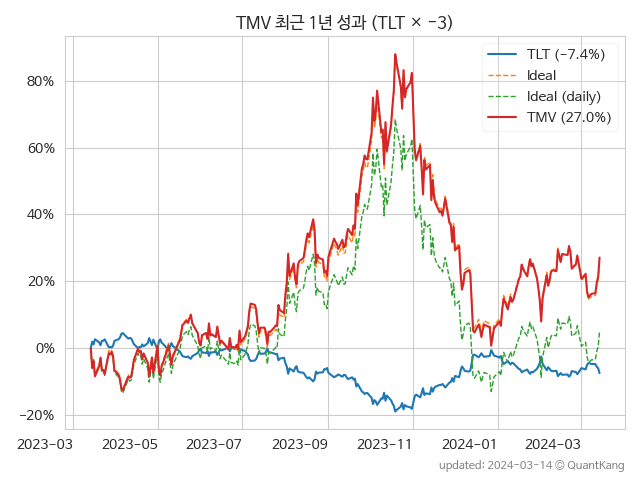 TMV 최근 1년 성과 (TLT × −3)
TLT (−7.4%)
Ideal
Ideal (daily)
TMV (27.0%)
80%
60%
40%
20%
0%
−20%
2023−03 2023−05 2023−07 2023−09 2023−11 2024−01 2024−03
updated: 2024−03−14 ⓒ QuantKang